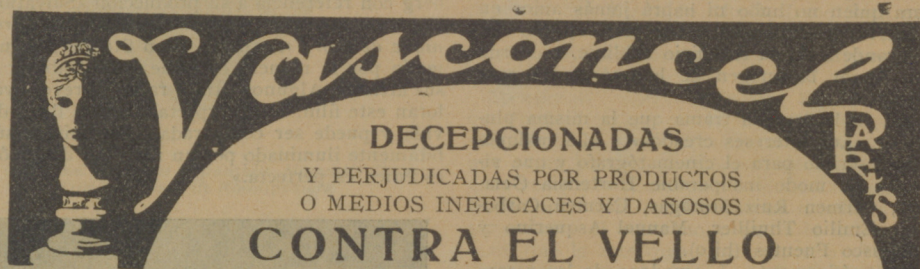 Vasconcel
PARIS
DECEPCIONADAS
Y PERJUDICADAS POR PRODUCTOS
O MEDIOS INEFICACES Y DAÑOSOS
CONTRA EL VELLO